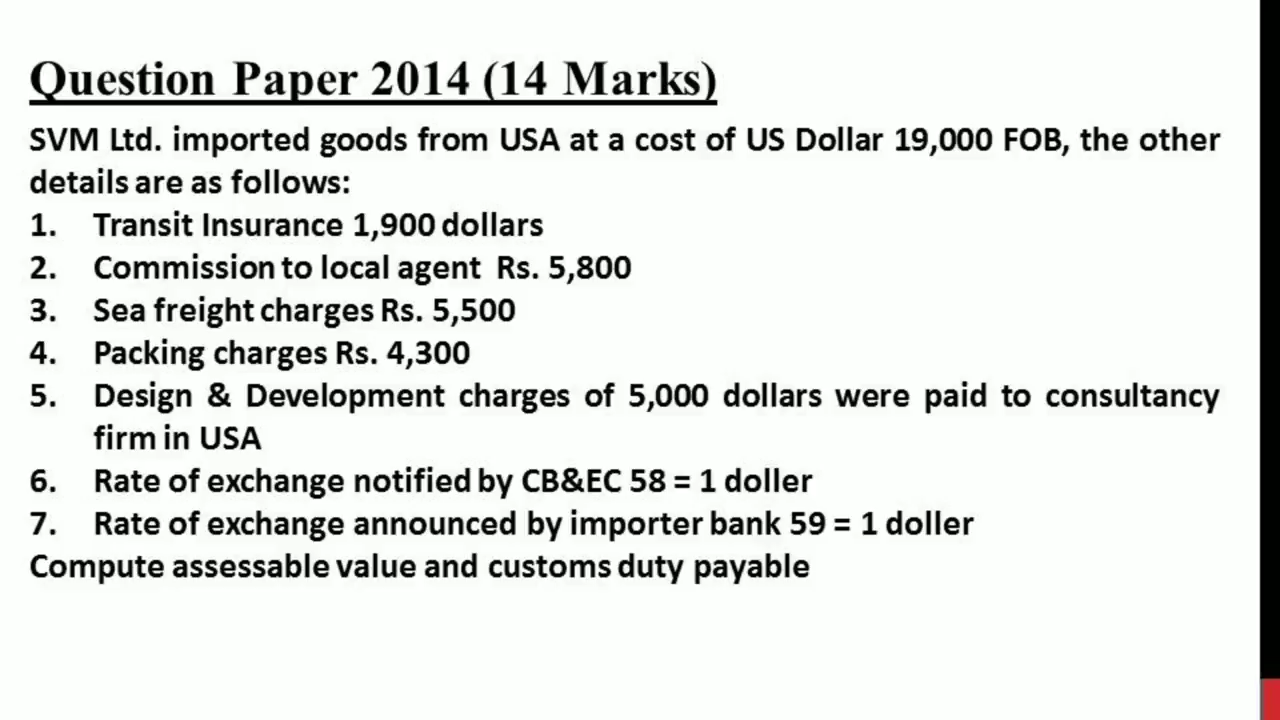 Question Paper 2014 (14 Marks)
SVM Ltd. imported goods from USA at a cost of US Dollar 19,000 FOB, the other
details are as follows:
1. Transit Insurance 1,900 dollars
2. Commission to local agent Rs. 5,800
3. Sea freight charges Rs. 5,500
4. Packing charges Rs. 4,300
5. Design & Development charges of 5,000 dollars were paid to consultancy
firm in USA
6. Rate of exchange notified by CB&EC 58 = 1 doller
7. Rate of exchange announced by importer bank 59 = 1 doller
Compute assessable value and customs duty payable